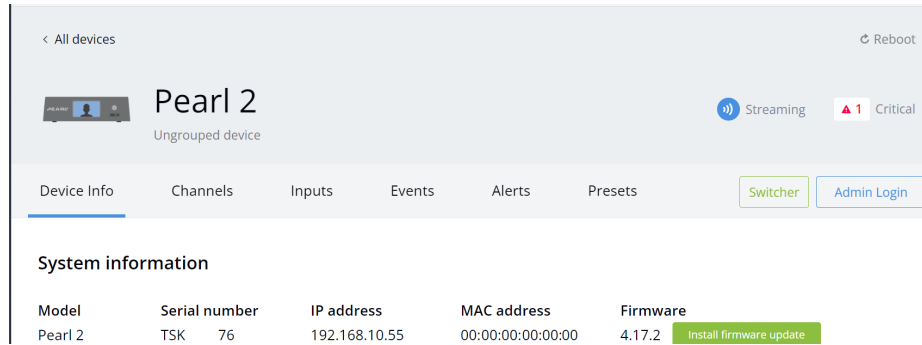 < All devices
Reboot
PEARL
Pearl 2
Ungrouped device
Streaming
1 Critical
Device Info Channels Inputs Events Alerts Presets Switcher Admin Login
System information
Model Serial number IP address MAC address Firmware
Pearl 2 TSK 76 192.168.10.55 00:00:00:00:00:00 4.17.2 Install firmware update